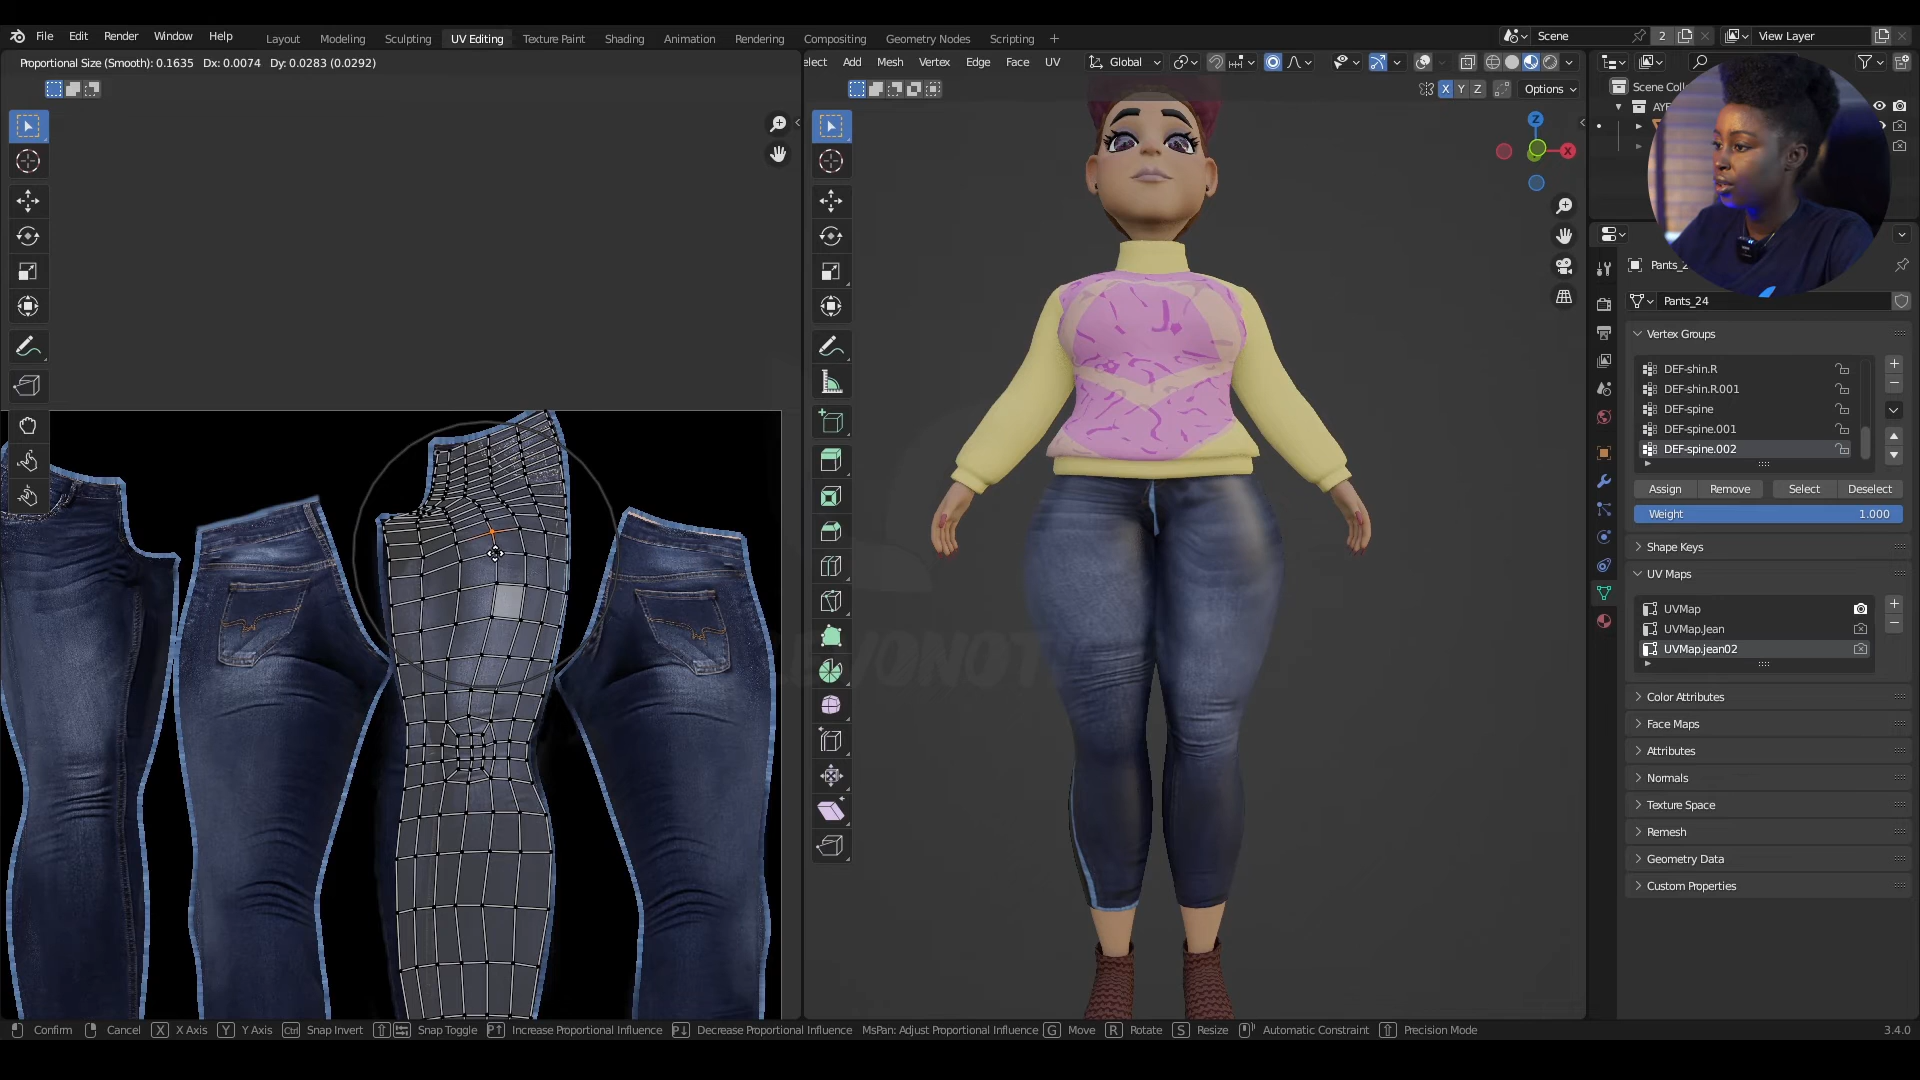 File Edit Render Window Help
Layout Modeling Sculpting UV Editing Texture Paint Shading Animation Rendering Compositing Geometry Nodes Scripting +
Scene 2 View Layer
Proportional Size (Smooth): 0.1635 Dx: 0.0074 Dy: 0.0283 (0.0292)
elect Add Mesh Vertex Edge Face UV Global
X Y Z Options
Scene Colle
Z
X
Pants_2
Pants_24
Vertex Groups
DEF-shin.R
DEF-shin.R.001
DEF-spine
DEF-spine.001
DEF-spine.002
Assign Remove Select Deselect
Weight 1.000
Shape Keys
UV Maps
UVMap
UVMap.Jean
UVMap.jean02
Color Attributes
Face Maps
Attributes
Normals
Texture Space
Remesh
Geometry Data
Custom Properties
Confirm Cancel X X Axis Y Y Axis Ctrl Snap Invert Snap Toggle P↑ Increase Proportional Influence P↓ Decrease Proportional Influence MsPan: Adjust Proportional Influence G Move R Rotate S Resize Automatic Constraint Precision Mode 3.4.0